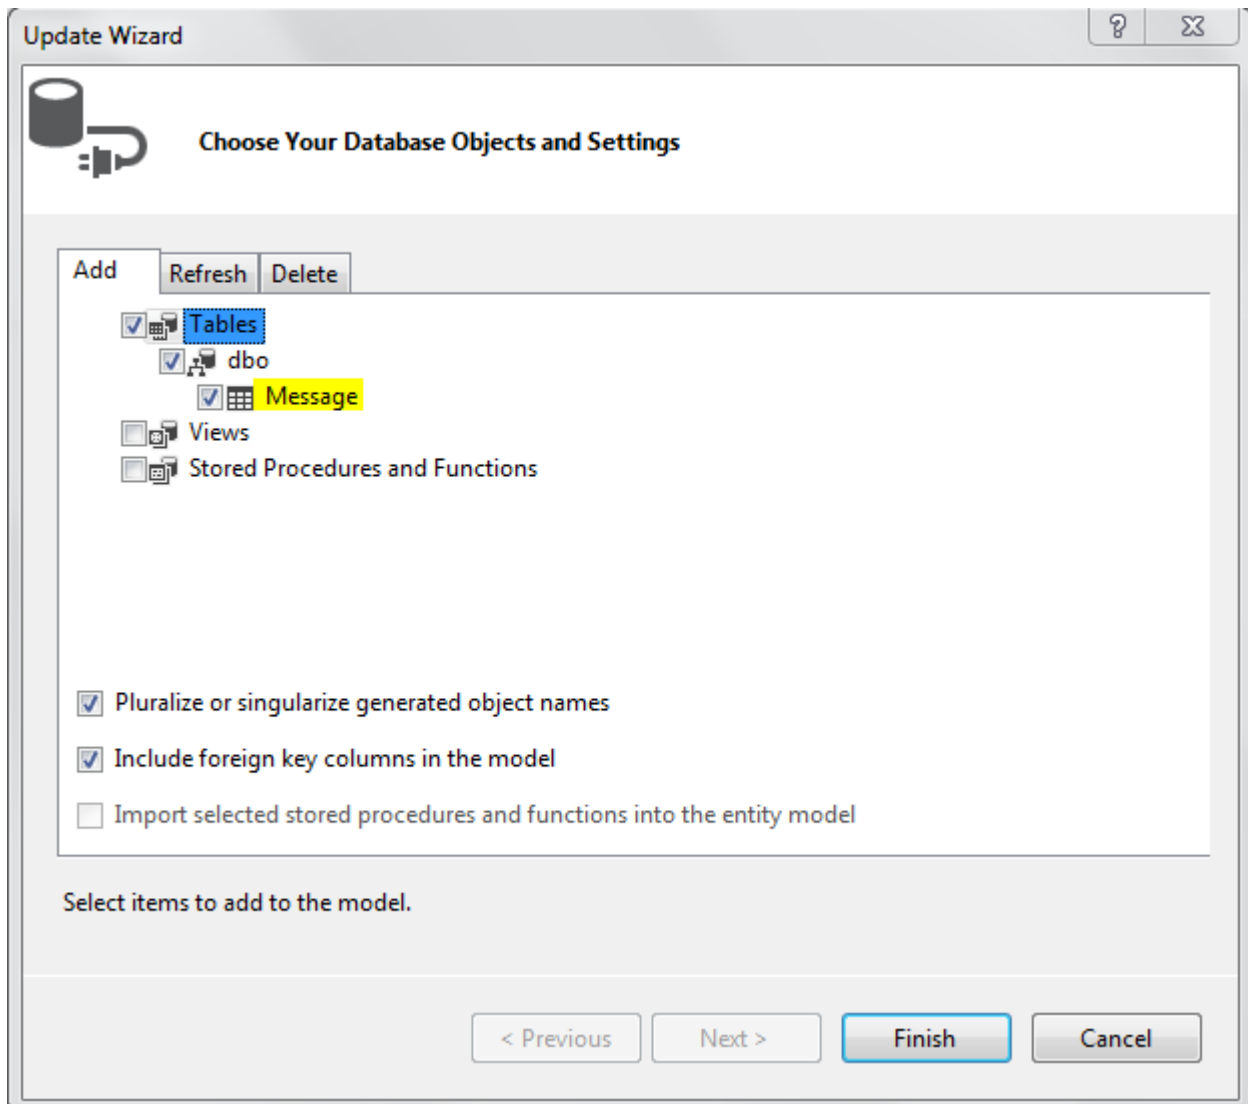 Update Wizard
Choose Your Database Objects and Settings
Add Refresh Delete
Tables
dbo
Message
Views
Stored Procedures and Functions
Pluralize or singularize generated object names
Include foreign key columns in the model
Import selected stored procedures and functions into the entity model
Select items to add to the model.
< Previous Next > Finish Cancel